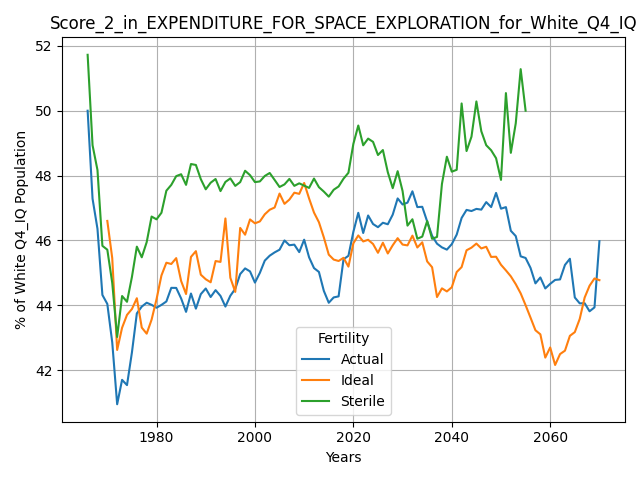 Score_2_in_EXPENDITURE_FOR_SPACE_EXPLORATION_for_White_Q4_IQ
52
50
48
46
44
42
% of White Q4_IQ Population
Fertility
Actual
Ideal
Sterile
1980
2000
2020
2040
2060
Years